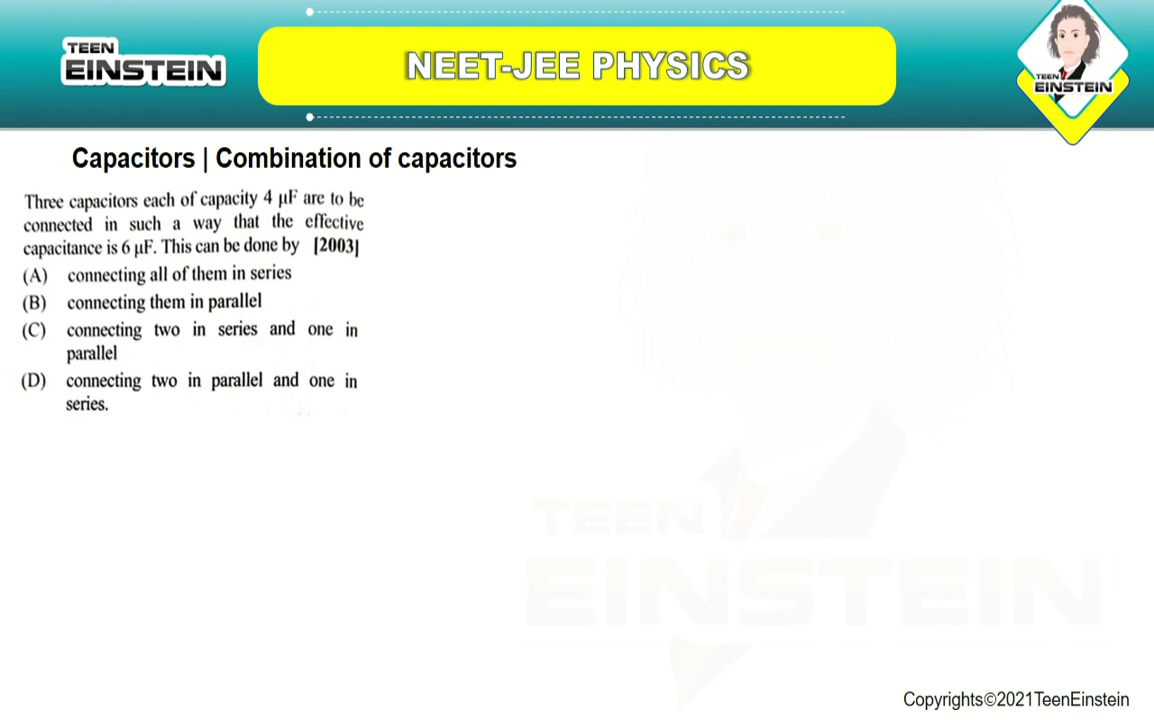 TEEN
EINSTEIN
NEET-JEE PHYSICS
TEEN
EINSTEIN
Capacitors | Combination of capacitors
Three capacitors each of capacity 4 μF are to be
connected in such a way that the effective
capacitance is 6 μF. This can be done by [2003]
(A) connecting all of them in series
(B) connecting them in parallel
(C) connecting two in series and one in
parallel
(D) connecting two in parallel and one in
series.
TEEN
EINSTEIN
Copyrights©2021TeenEinstein